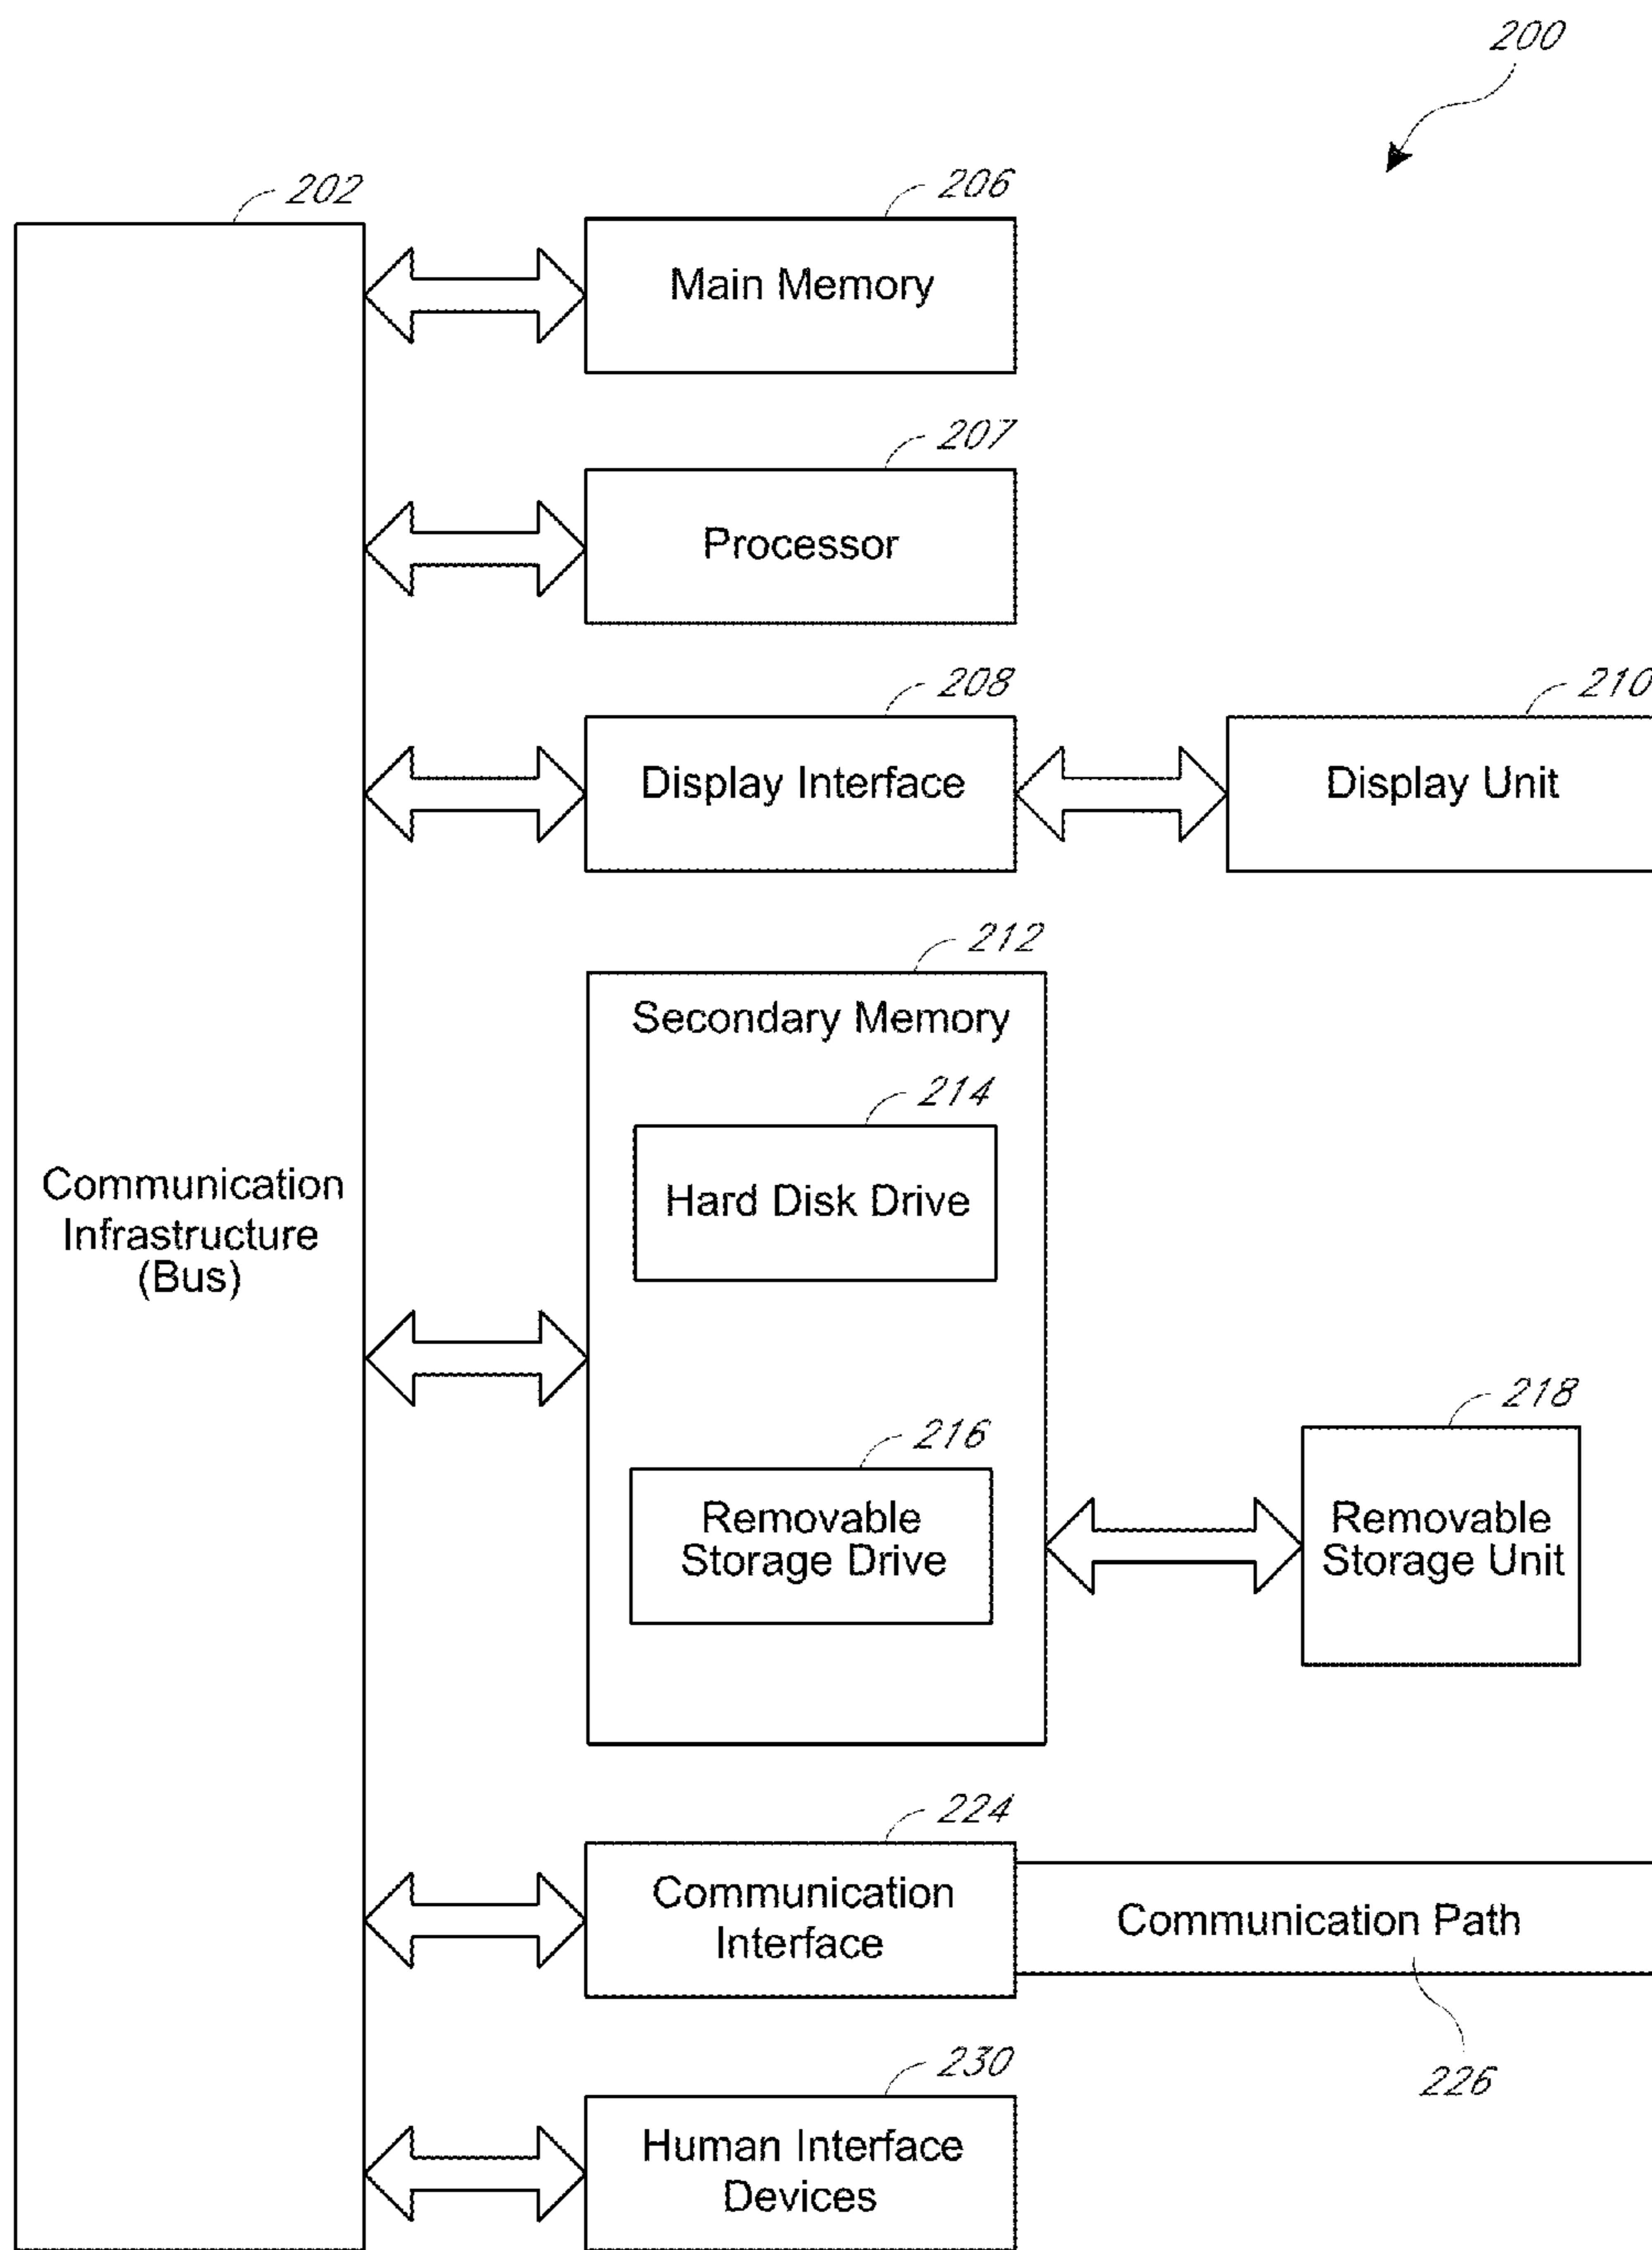 200
202
206
Main Memory
207
Processor
208
210
Display Interface
Display Unit
212
Secondary Memory
214
Hard Disk Drive
Communication
Infrastructure
(Bus)
216
218
Removable
Storage Drive
Removable
Storage Unit
224
Communication
Interface
Communication Path
226
230
Human Interface
Devices